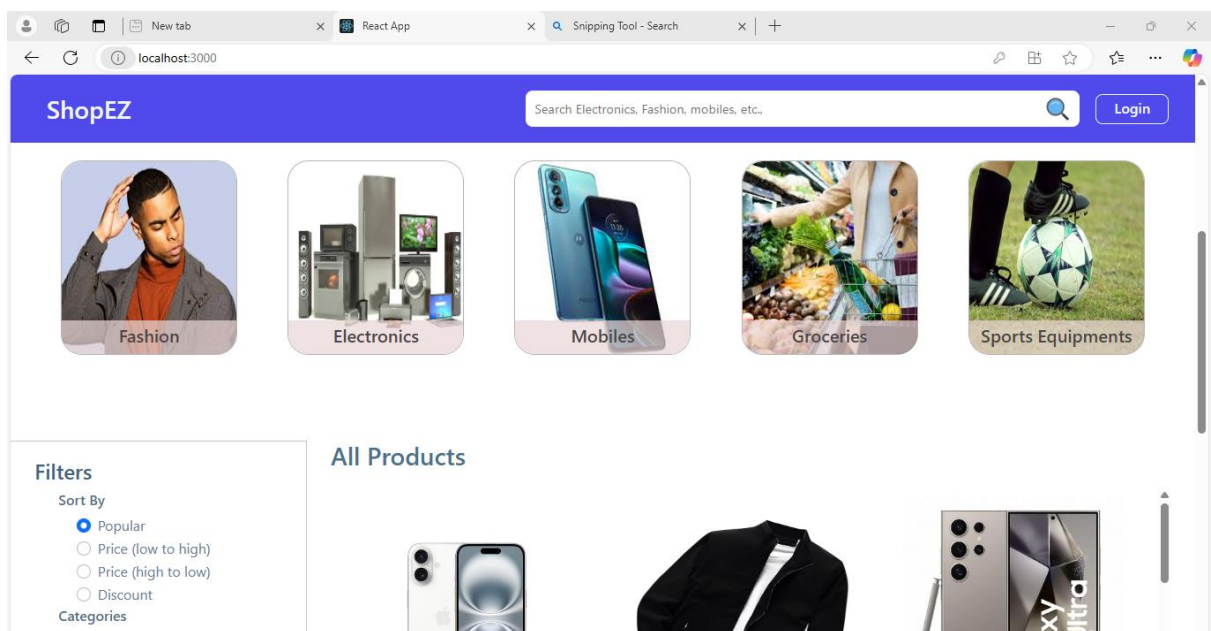 New tab
React App
Snipping Tool - Search
localhost:3000
ShopEZ
Search Electronics, Fashion, mobiles, etc.,
Login
Fashion
Electronics
Mobiles
Groceries
Sports Equipments
Filters
Sort By
Popular
Price (low to high)
Price (high to low)
Discount
Categories
All Products